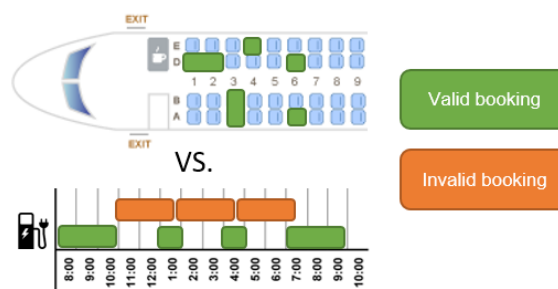 EXIT
E
D
1 2 3 4 5 6 7 8 9
B
A
EXIT
Valid booking
VS.
Invalid booking
8:00 9:00 10:00 11:00 12:00 1:00 2:00 3:00 4:00 5:00 6:00 7:00 8:00 9:00 10:00